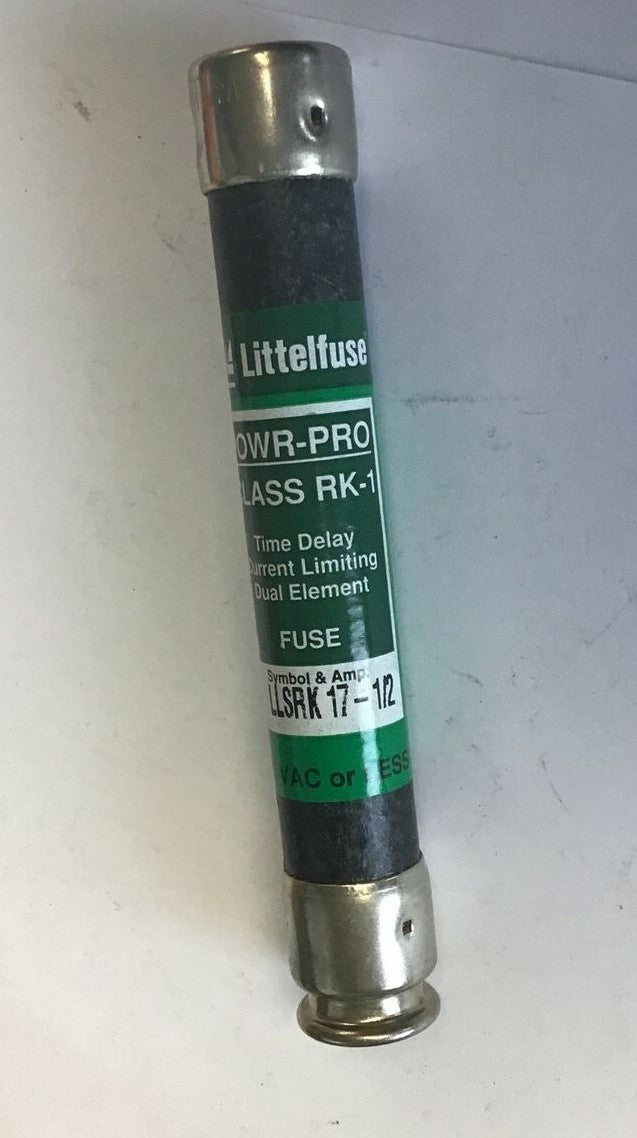 Littelfuse
OWR-PRO
LASS RK-1
Time Delay
urrent Limiting
Dual Element
FUSE
Symbol & Amp.
LLSRK 17-1/2
VAC or LESS